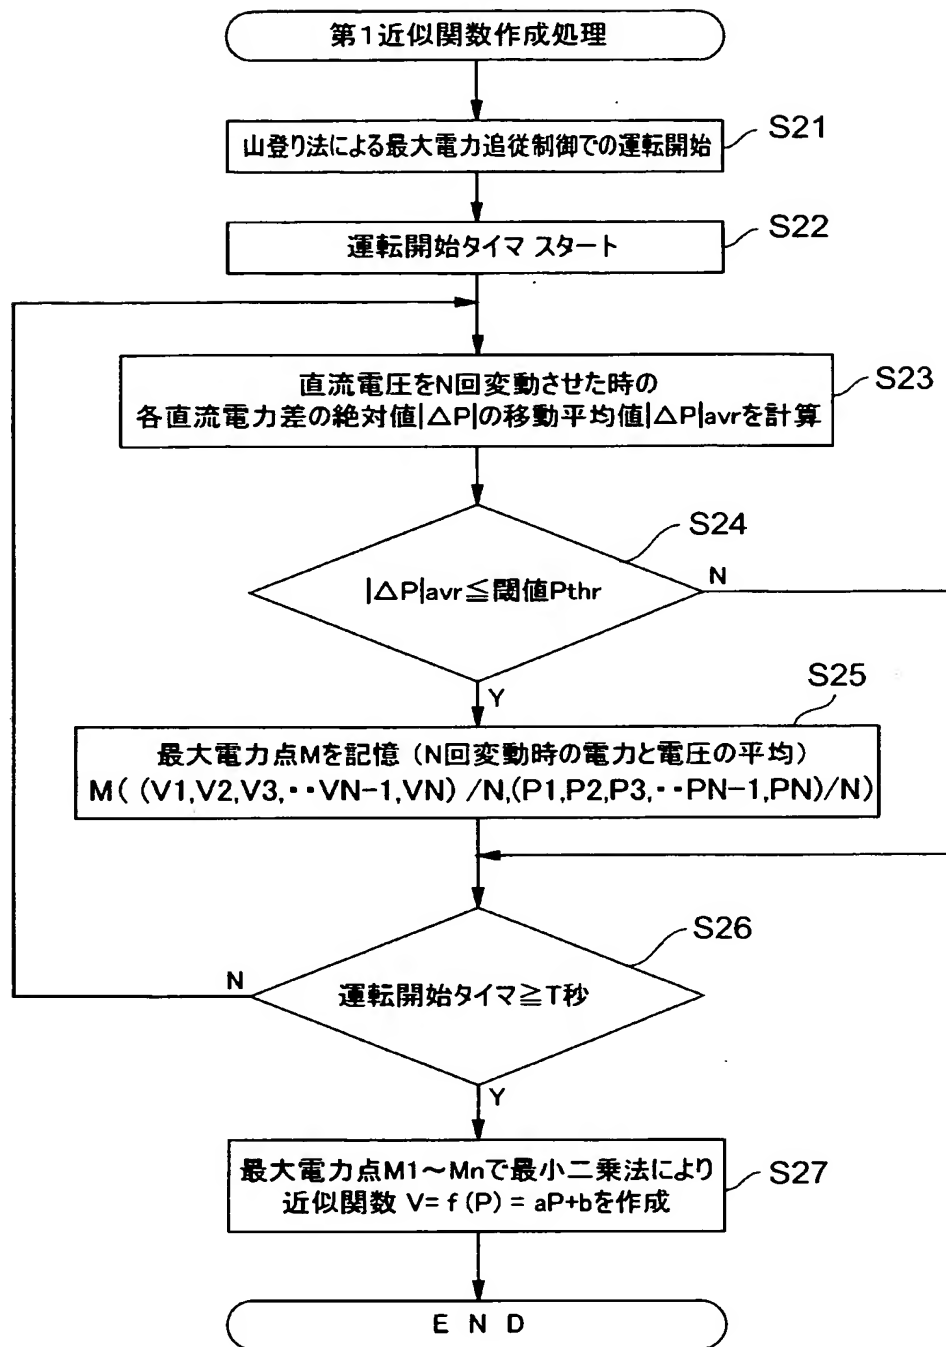 第1近似関数作成処理
S21
山登り法による最大電力追従制御での運転開始
S22
運転開始タイマ スタート
S23
直流電圧をN回変動させた時の
各直流電力差の絶対値|△P|の移動平均値|△P|avrを計算
S24
|△P|avr≦閾値Pthr
N
Y
S25
最大電力点Mを記憶（N回変動時の電力と電圧の平均）
M（（V1,V2,V3,・・VN-1,VN）/N,(P1,P2,P3,・・PN-1,PN)/N）
S26
N
運転開始タイマ≧T秒
Y
S27
最大電力点M1～Mnで最小二乗法により
近似関数 V= f (P) = aP+bを作成
E N D